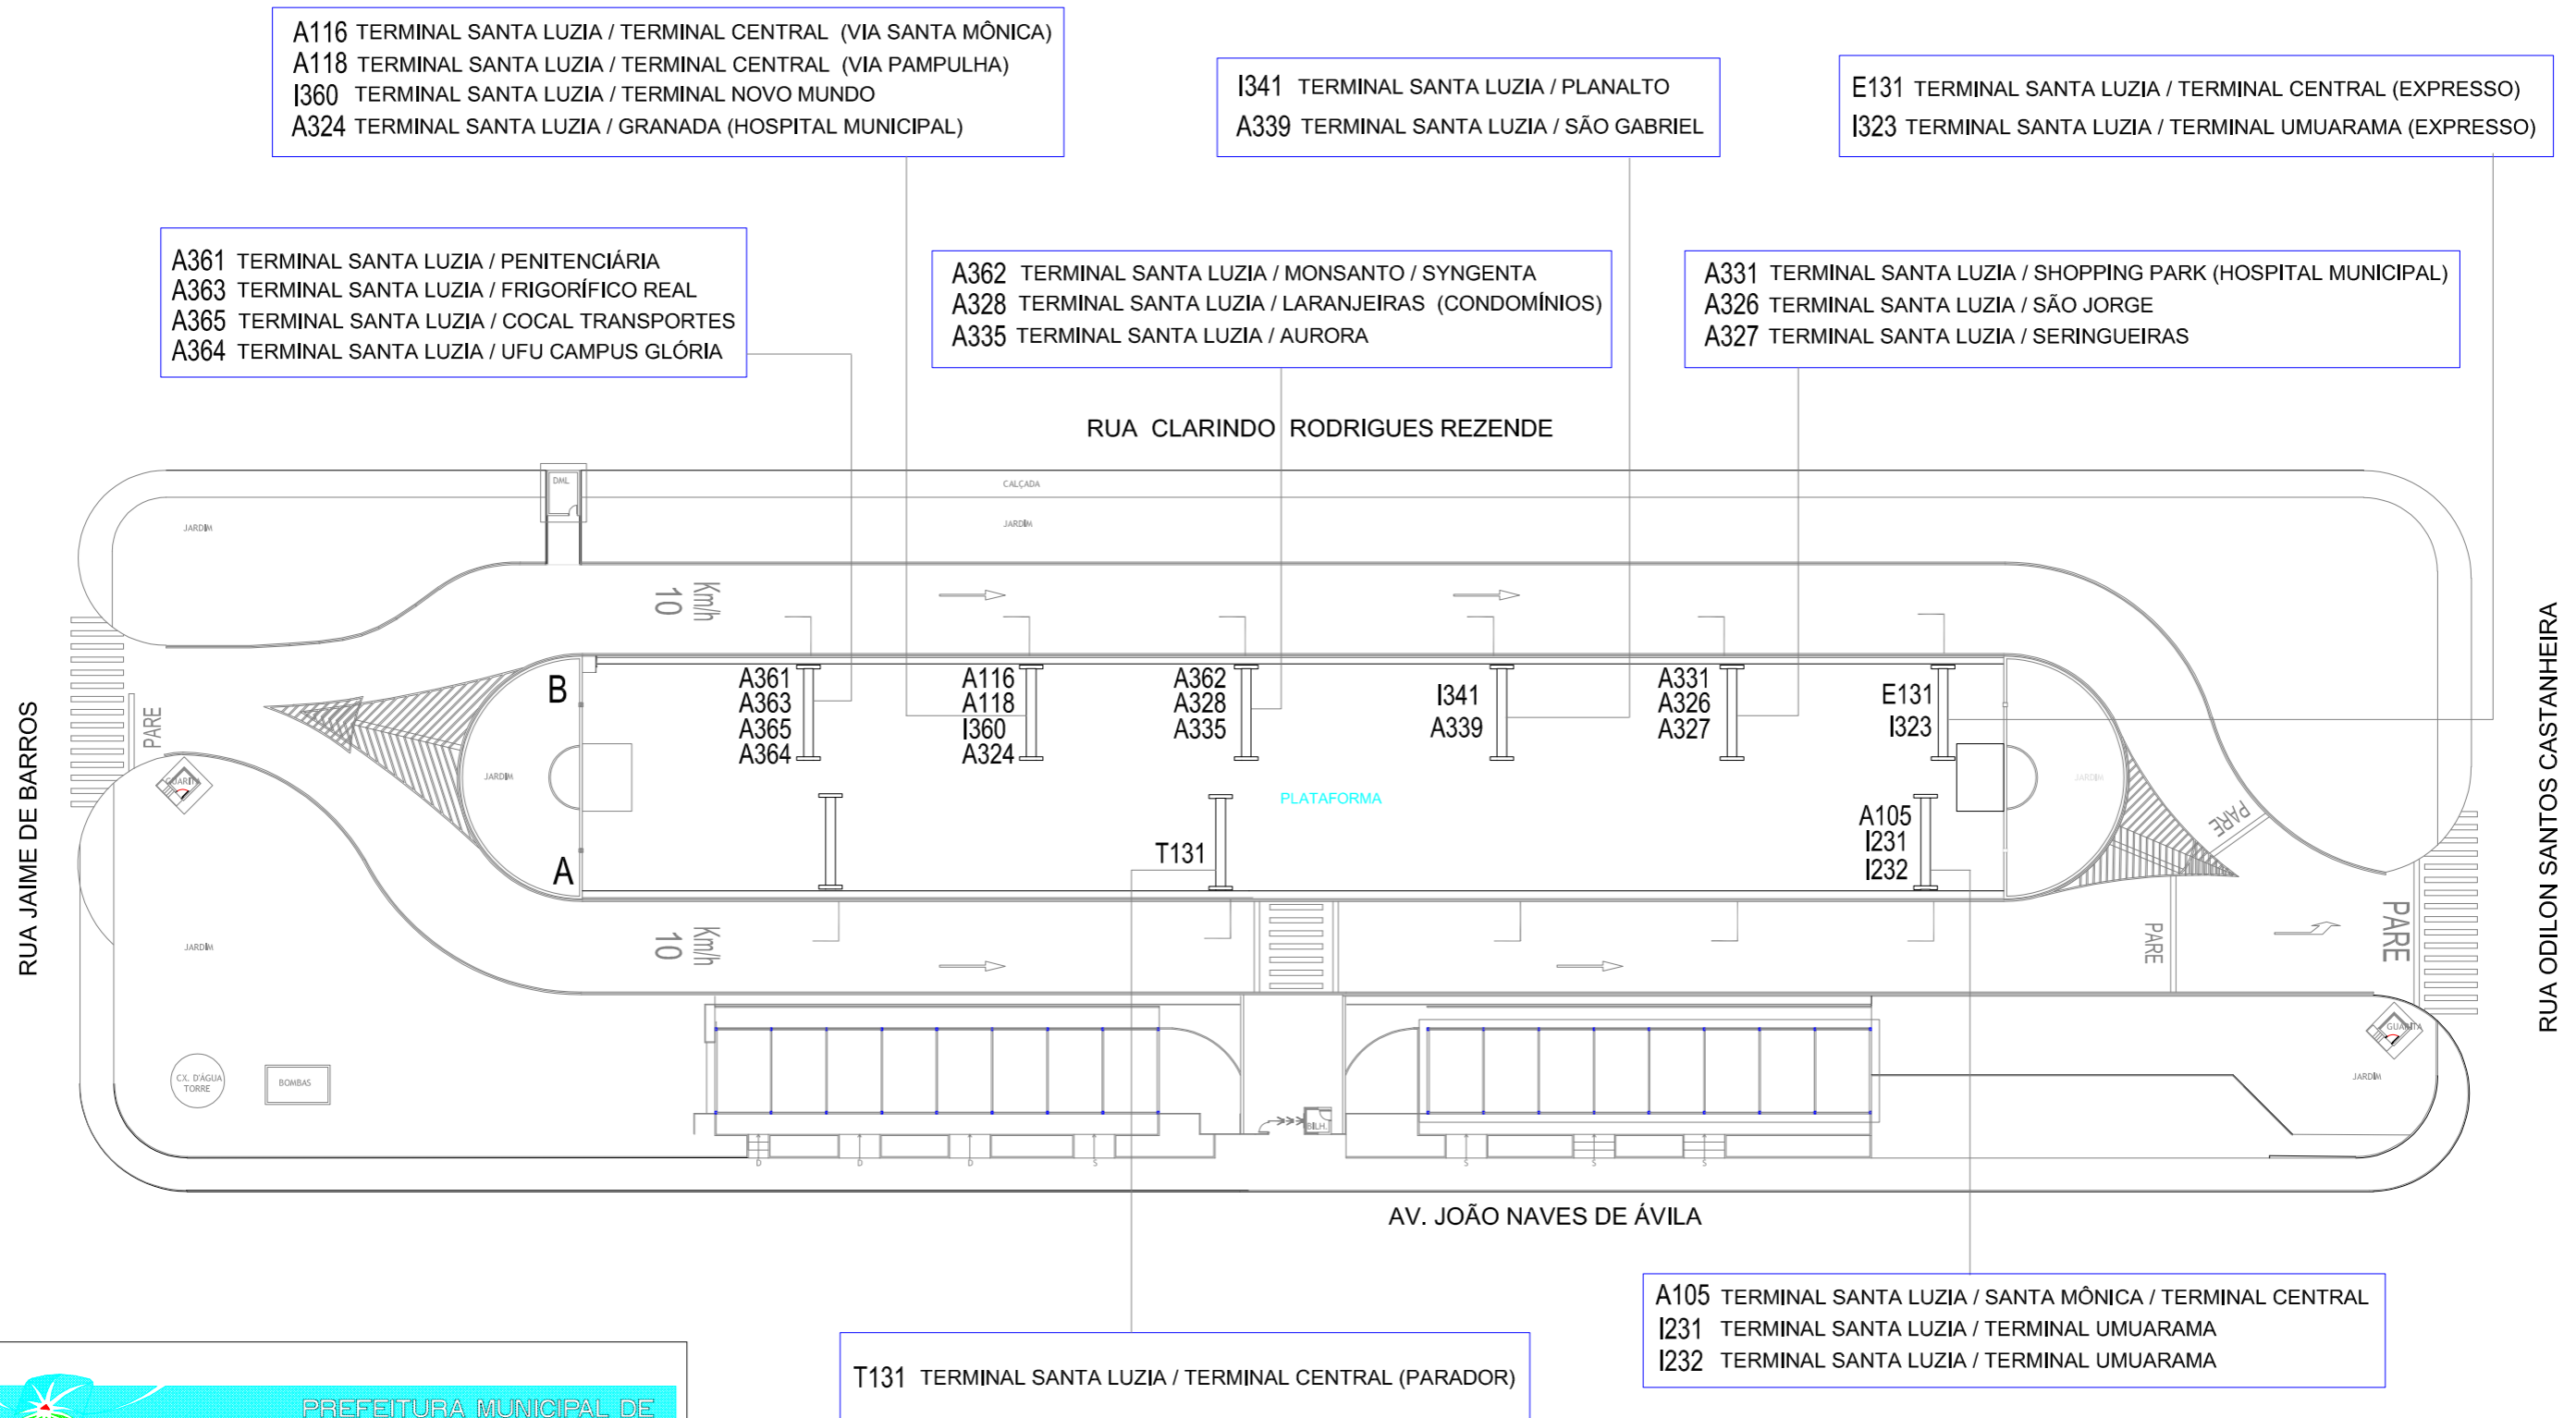 A116 TERMINAL SANTA LUZIA / TERMINAL CENTRAL (VIA SANTA MÔNICA)
A118 TERMINAL SANTA LUZIA / TERMINAL CENTRAL (VIA PAMPULHA)
I360 TERMINAL SANTA LUZIA / TERMINAL NOVO MUNDO
A324 TERMINAL SANTA LUZIA / GRANADA (HOSPITAL MUNICIPAL)
I341 TERMINAL SANTA LUZIA / PLANALTO
A339 TERMINAL SANTA LUZIA / SÃO GABRIEL
E131 TERMINAL SANTA LUZIA / TERMINAL CENTRAL (EXPRESSO)
I323 TERMINAL SANTA LUZIA / TERMINAL UMUARAMA (EXPRESSO)
A361 TERMINAL SANTA LUZIA / PENITENCIÁRIA
A363 TERMINAL SANTA LUZIA / FRIGORÍFICO REAL
A365 TERMINAL SANTA LUZIA / COCAL TRANSPORTES
A364 TERMINAL SANTA LUZIA / UFU CAMPUS GLÓRIA
A362 TERMINAL SANTA LUZIA / MONSANTO / SYNGENTA
A328 TERMINAL SANTA LUZIA / LARANJEIRAS (CONDOMÍNIOS)
A335 TERMINAL SANTA LUZIA / AURORA
A331 TERMINAL SANTA LUZIA / SHOPPING PARK (HOSPITAL MUNICIPAL)
A326 TERMINAL SANTA LUZIA / SÃO JORGE
A327 TERMINAL SANTA LUZIA / SERINGUEIRAS
RUA CLARINDO RODRIGUES REZENDE
DML
CALÇADA
JARDIM
JARDIM
10 Km/h
RUA JAIME DE BARROS
PARE
GUARITA
JARDIM
B
A
A361
A363
A365
A364
A116
A118
I360
A324
A362
A328
A335
I341
A339
A331
A326
A327
E131
I323
PLATAFORMA
T131
A105
I231
I232
JARDIM
PARE
PARE
PARE
RUA ODILON SANTOS CASTANHEIRA
JARDIM
10 Km/h
CX. D'ÁGUA
TORRE
BOMBAS
BILH.
GUARITA
JARDIM
D
D
D
S
S
S
S
AV. JOÃO NAVES DE ÁVILA
A105 TERMINAL SANTA LUZIA / SANTA MÔNICA / TERMINAL CENTRAL
I231 TERMINAL SANTA LUZIA / TERMINAL UMUARAMA
I232 TERMINAL SANTA LUZIA / TERMINAL UMUARAMA
T131 TERMINAL SANTA LUZIA / TERMINAL CENTRAL (PARADOR)
PREFEITURA MUNICIPAL DE